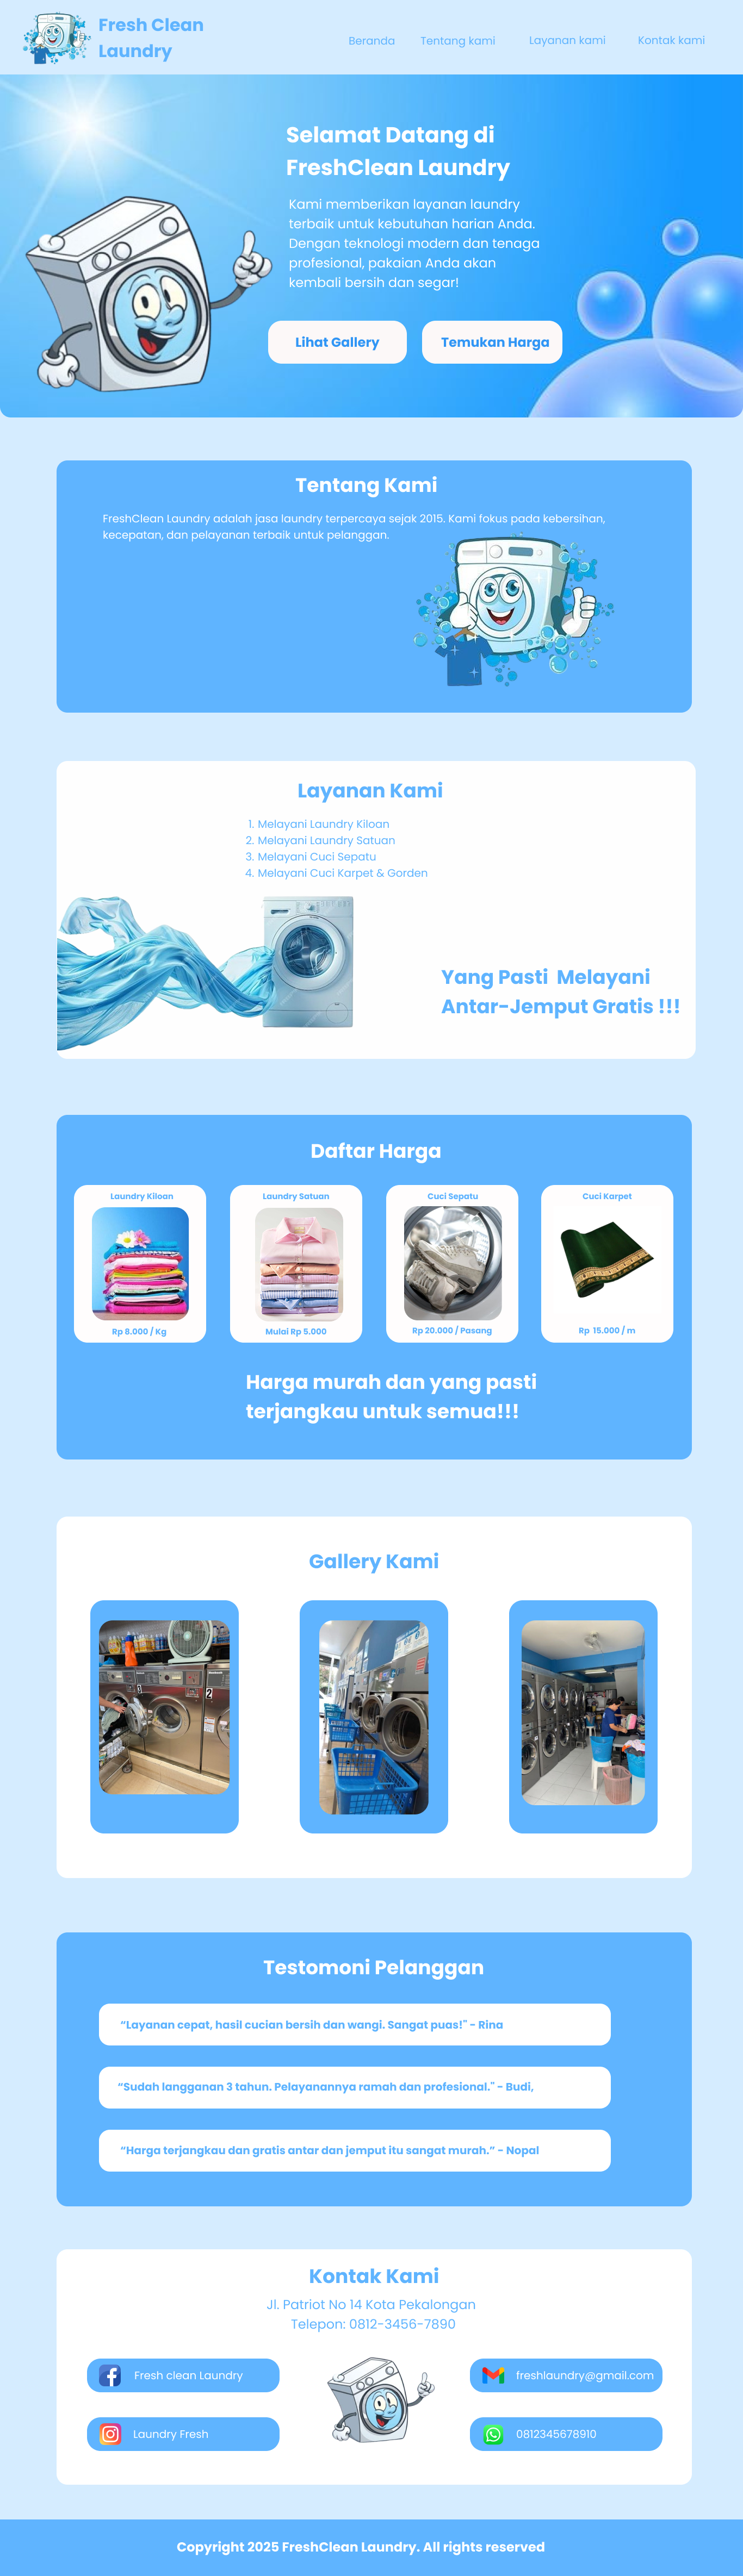 Fresh Clean
Laundry
Beranda
Tentang kami
Layanan kami
Kontak kami
Selamat Datang di
FreshClean Laundry
Kami memberikan layanan laundry
terbaik untuk kebutuhan harian Anda.
Dengan teknologi modern dan tenaga
profesional, pakaian Anda akan
kembali bersih dan segar!
Lihat Gallery
Temukan Harga
Tentang Kami
FreshClean Laundry adalah jasa laundry terpercaya sejak 2015. Kami fokus pada kebersihan,
kecepatan, dan pelayanan terbaik untuk pelanggan.
Layanan Kami
1. Melayani Laundry Kiloan
2. Melayani Laundry Satuan
3. Melayani Cuci Sepatu
4. Melayani Cuci Karpet & Gorden
Yang Pasti Melayani
Antar-Jemput Gratis !!!
Daftar Harga
Laundry Kiloan
Rp 8.000 / Kg
Laundry Satuan
Mulai Rp 5.000
Cuci Sepatu
Rp 20.000 / Pasang
Cuci Karpet
Rp 15.000 / m
Harga murah dan yang pasti
terjangkau untuk semua!!!
Gallery Kami
1
2
Testomoni Pelanggan
“Layanan cepat, hasil cucian bersih dan wangi. Sangat puas!" - Rina
“Sudah langganan 3 tahun. Pelayanannya ramah dan profesional." - Budi,
“Harga terjangkau dan gratis antar dan jemput itu sangat murah.” - Nopal
Kontak Kami
Jl. Patriot No 14 Kota Pekalongan
Telepon: 0812-3456-7890
Fresh clean Laundry
freshlaundry@gmail.com
Laundry Fresh
0812345678910
Copyright 2025 FreshClean Laundry. All rights reserved